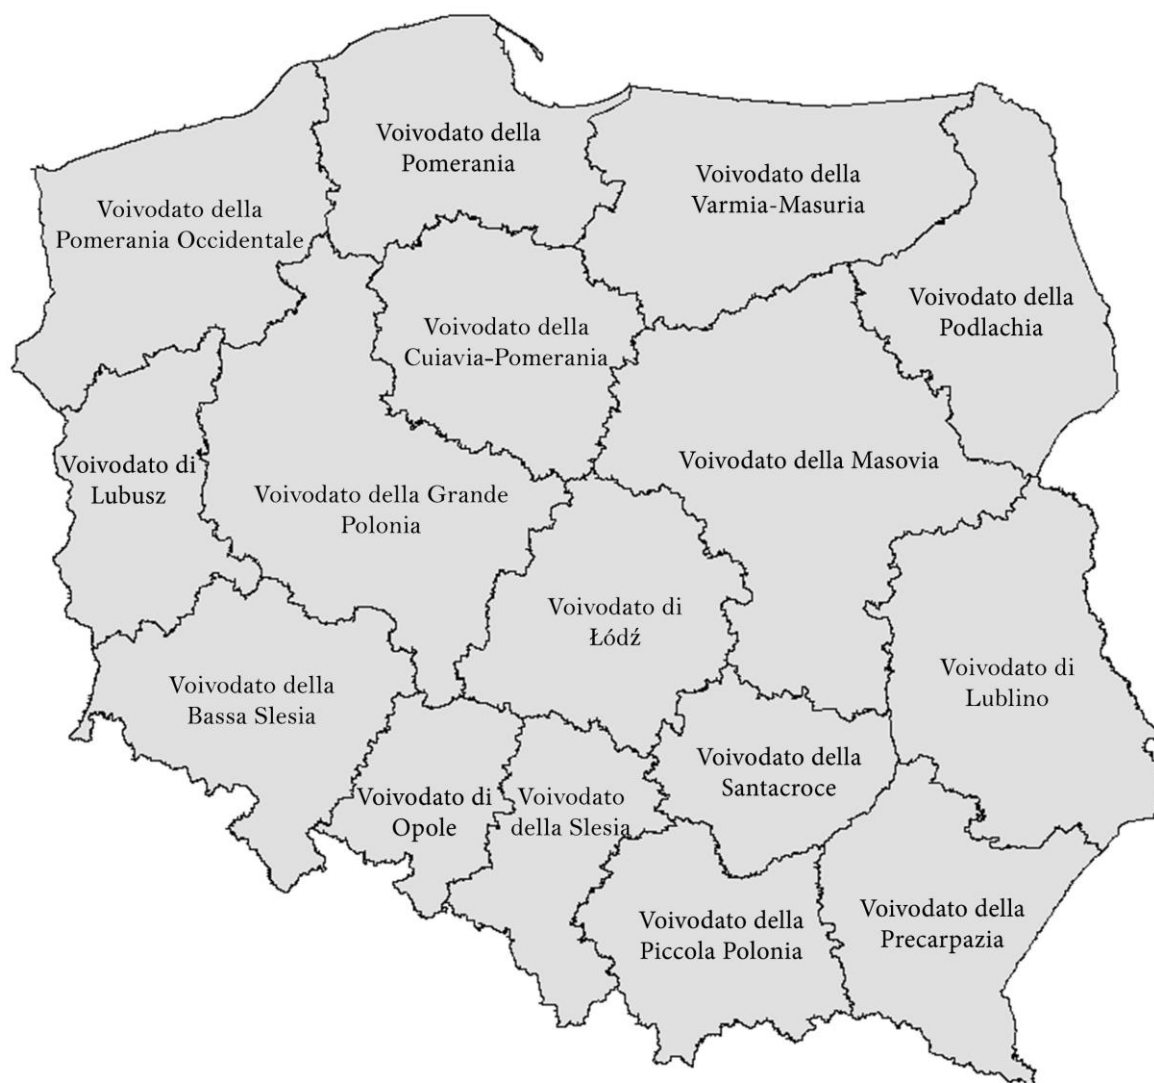 Voivodato della
Pomerania
Voivodato della
Varmia-Masuria
Voivodato della
Pomerania Occidentale
Voivodato della
Podlachia
Voivodato della
Cuiavia-Pomerania
Voivodato di
Lubusz
Voivodato della Grande
Polonia
Voivodato della Masovia
Voivodato di
Łódź
Voivodato di
Lublino
Voivodato della
Bassa Slesia
Voivodato di
Opole
Voivodato
della Slesia
Voivodato della
Santacroce
Voivodato della
Piccola Polonia
Voivodato della
Precarpazia